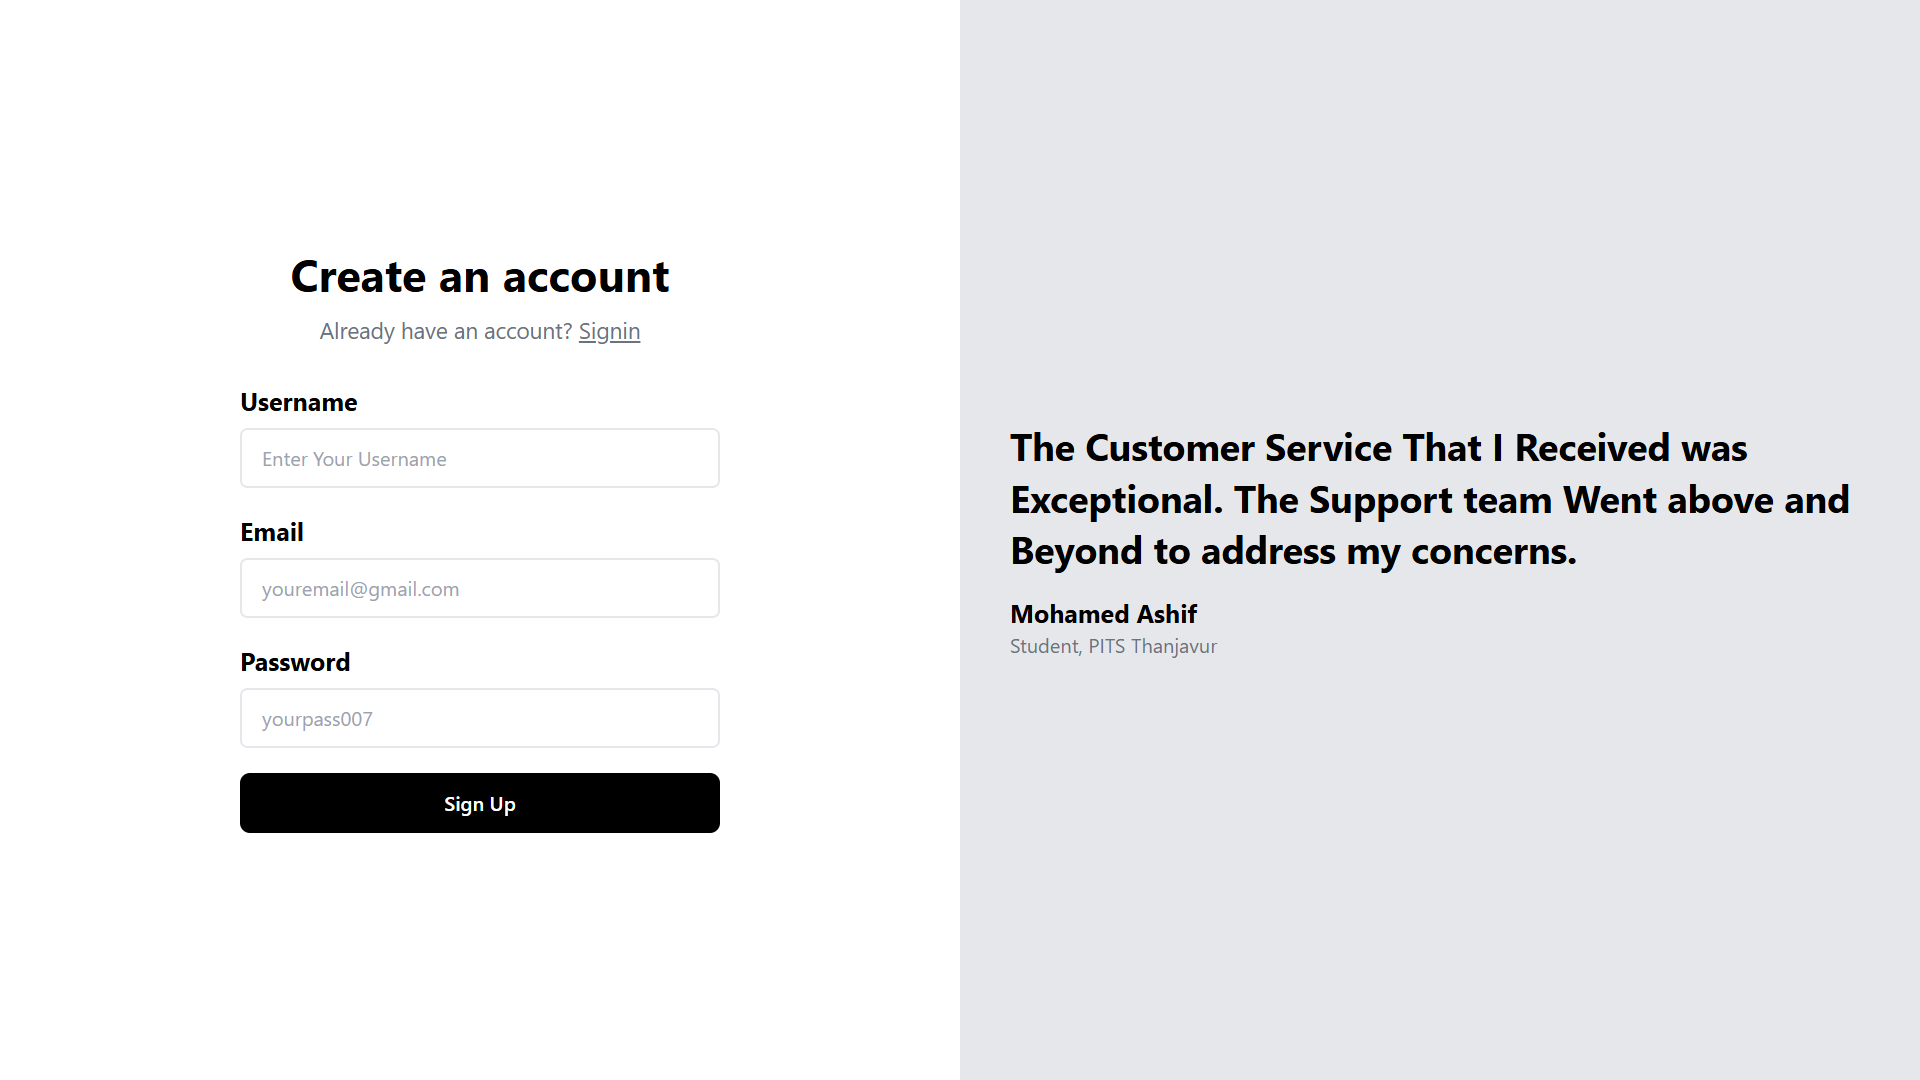 Create an account
Already have an account? Signin
Username
Enter Your Username
Email
youremail@gmail.com
Password
yourpass007
Sign Up
The Customer Service That I Received was
Exceptional. The Support team Went above and
Beyond to address my concerns.
Mohamed Ashif
Student, PITS Thanjavur